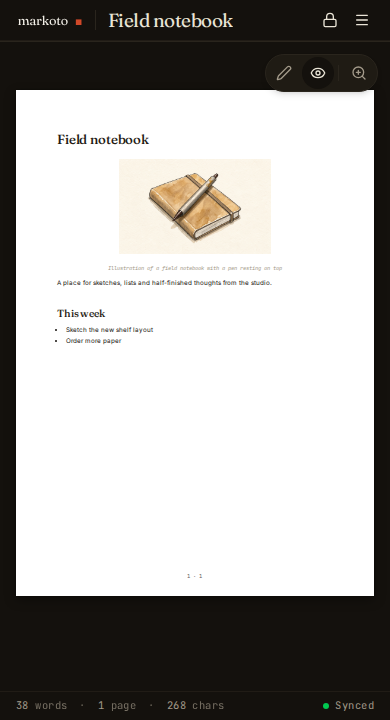 markoto
Field notebook
Field notebook
Illustration of a field notebook with a pen resting on top
A place for sketches, lists and half-finished thoughts from the studio.
This week
• Sketch the new shelf layout
• Order more paper
1 - 1
38 words · 1 page · 268 chars
Synced